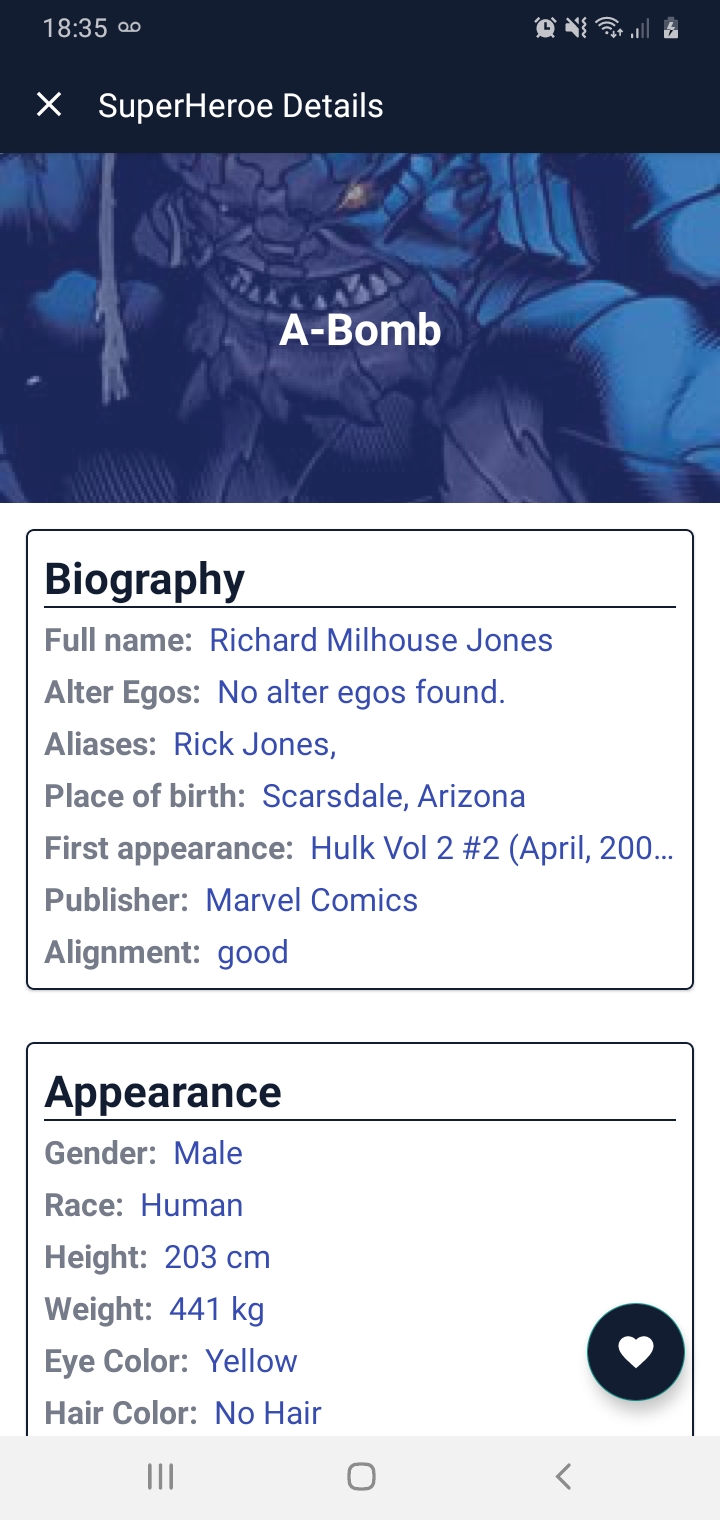 18:35
SuperHeroe Details
A-Bomb
Biography
Full name: Richard Milhouse Jones
Alter Egos: No alter egos found.
Aliases: Rick Jones,
Place of birth: Scarsdale, Arizona
First appearance: Hulk Vol 2 #2 (April, 200...
Publisher: Marvel Comics
Alignment: good
Appearance
Gender: Male
Race: Human
Height: 203 cm
Weight: 441 kg
Eye Color: Yellow
Hair Color: No Hair